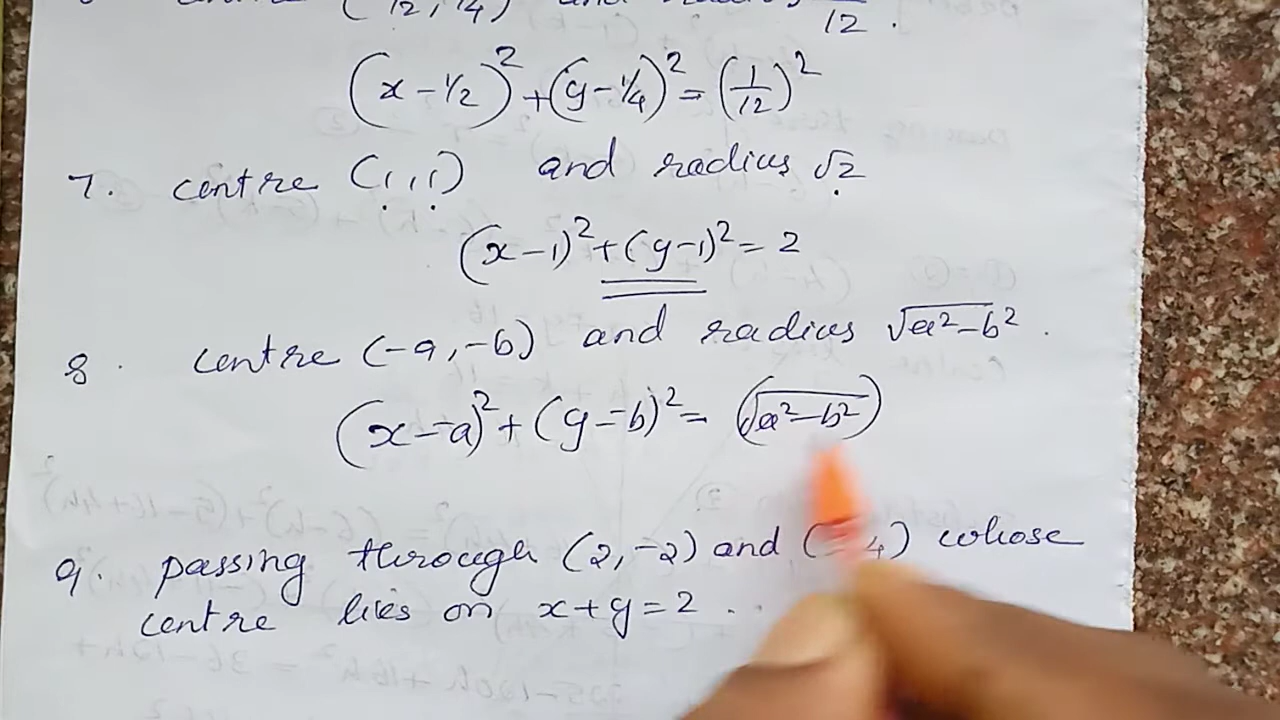 (x-1/2)² + (y-1/4)² = (1/12)²
7. centre (1,1) and radius √2
(x-1)² + (y-1)² = 2
8. centre (-a,-b) and radius √a²-b² .
(x--a)² + (y--b)² = (√a²-b²)
9. passing through (2,-2) and ( 4) whose
centre lies on x+y=2 . .